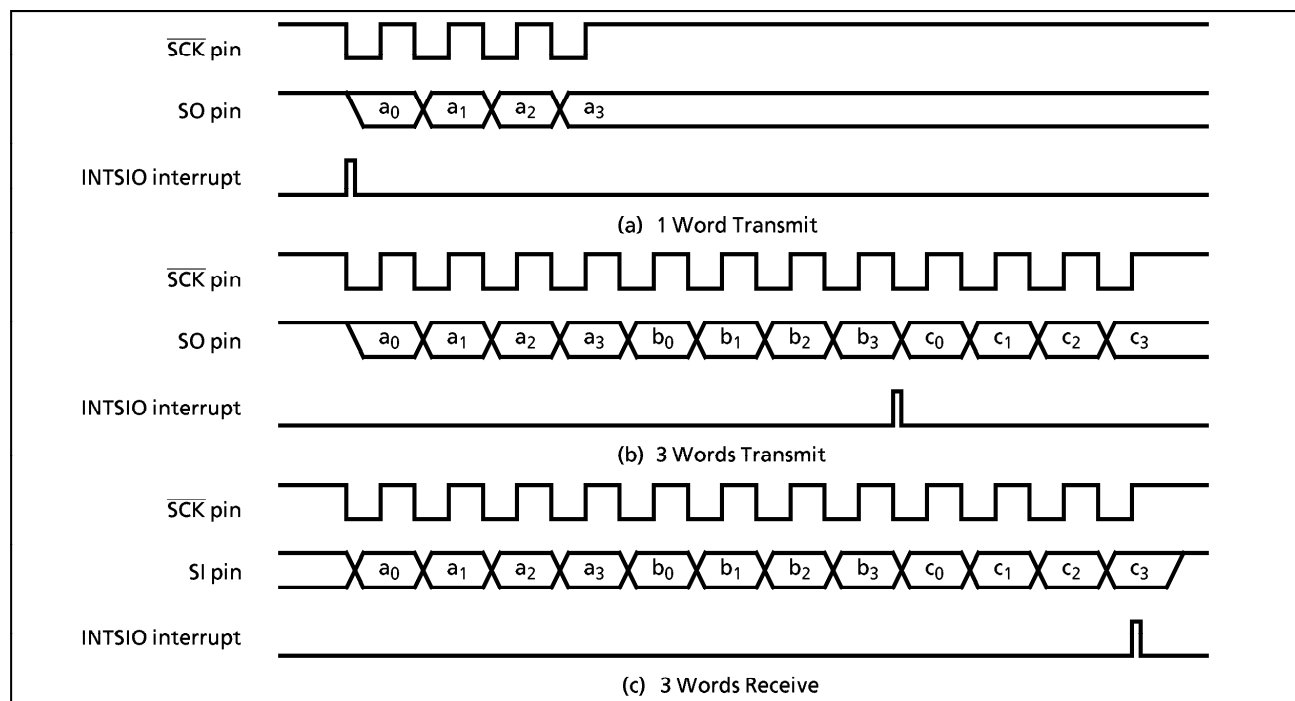 SCK pin
SO pin a₀ a₁ a₂ a₃
INTSIO interrupt
(a) 1 Word Transmit
SCK pin
SO pin a₀ a₁ a₂ a₃ b₀ b₁ b₂ b₃ c₀ c₁ c₂ c₃
INTSIO interrupt
(b) 3 Words Transmit
SCK pin
SI pin a₀ a₁ a₂ a₃ b₀ b₁ b₂ b₃ c₀ c₁ c₂ c₃
INTSIO interrupt
(c) 3 Words Receive